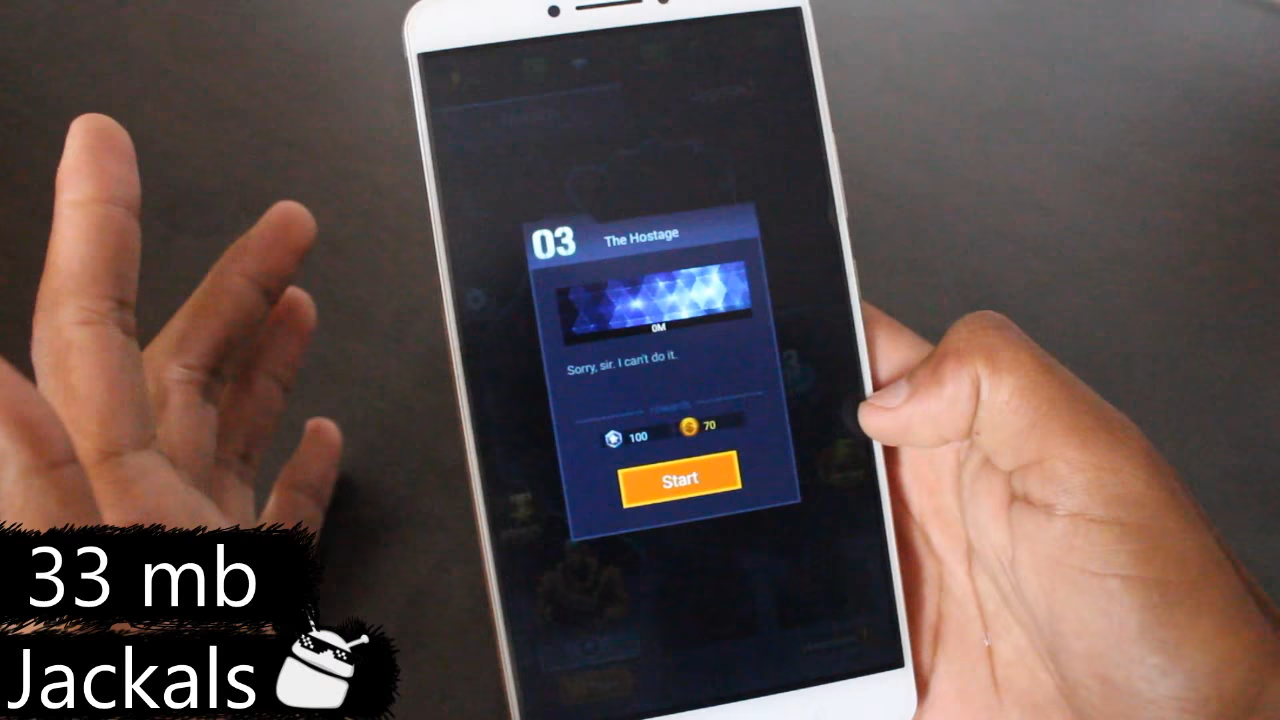 03 The Hostage
0M
Sorry, sir. I can't do it.
100 70
Start
33 mb
Jackals